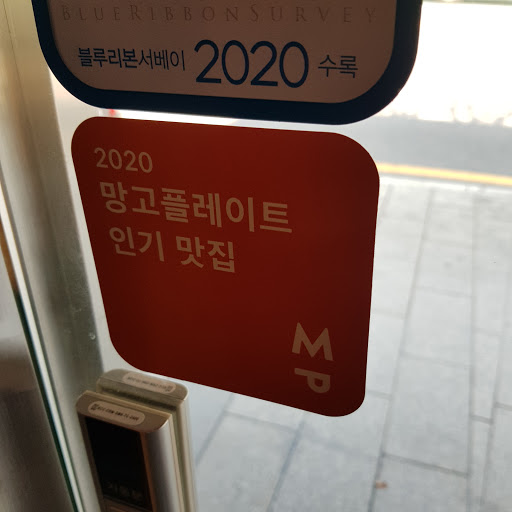 BLUERIBBONSURVEY
블루리본서베이 2020 수록
2020
망고플레이트
인기 맛집
MP